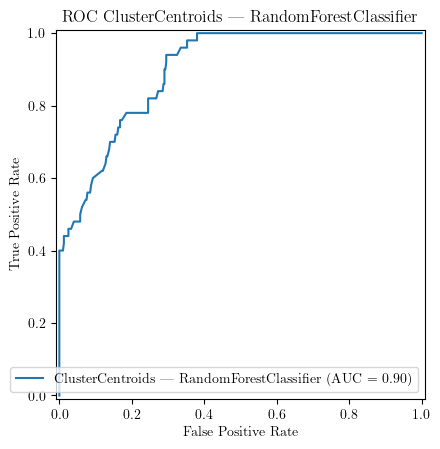 ROC ClusterCentroids — RandomForestClassifier
1.0
0.8
0.6
0.4
0.2
0.0
True Positive Rate
ClusterCentroids — RandomForestClassifier (AUC = 0.90)
0.0 0.2 0.4 0.6 0.8 1.0
False Positive Rate